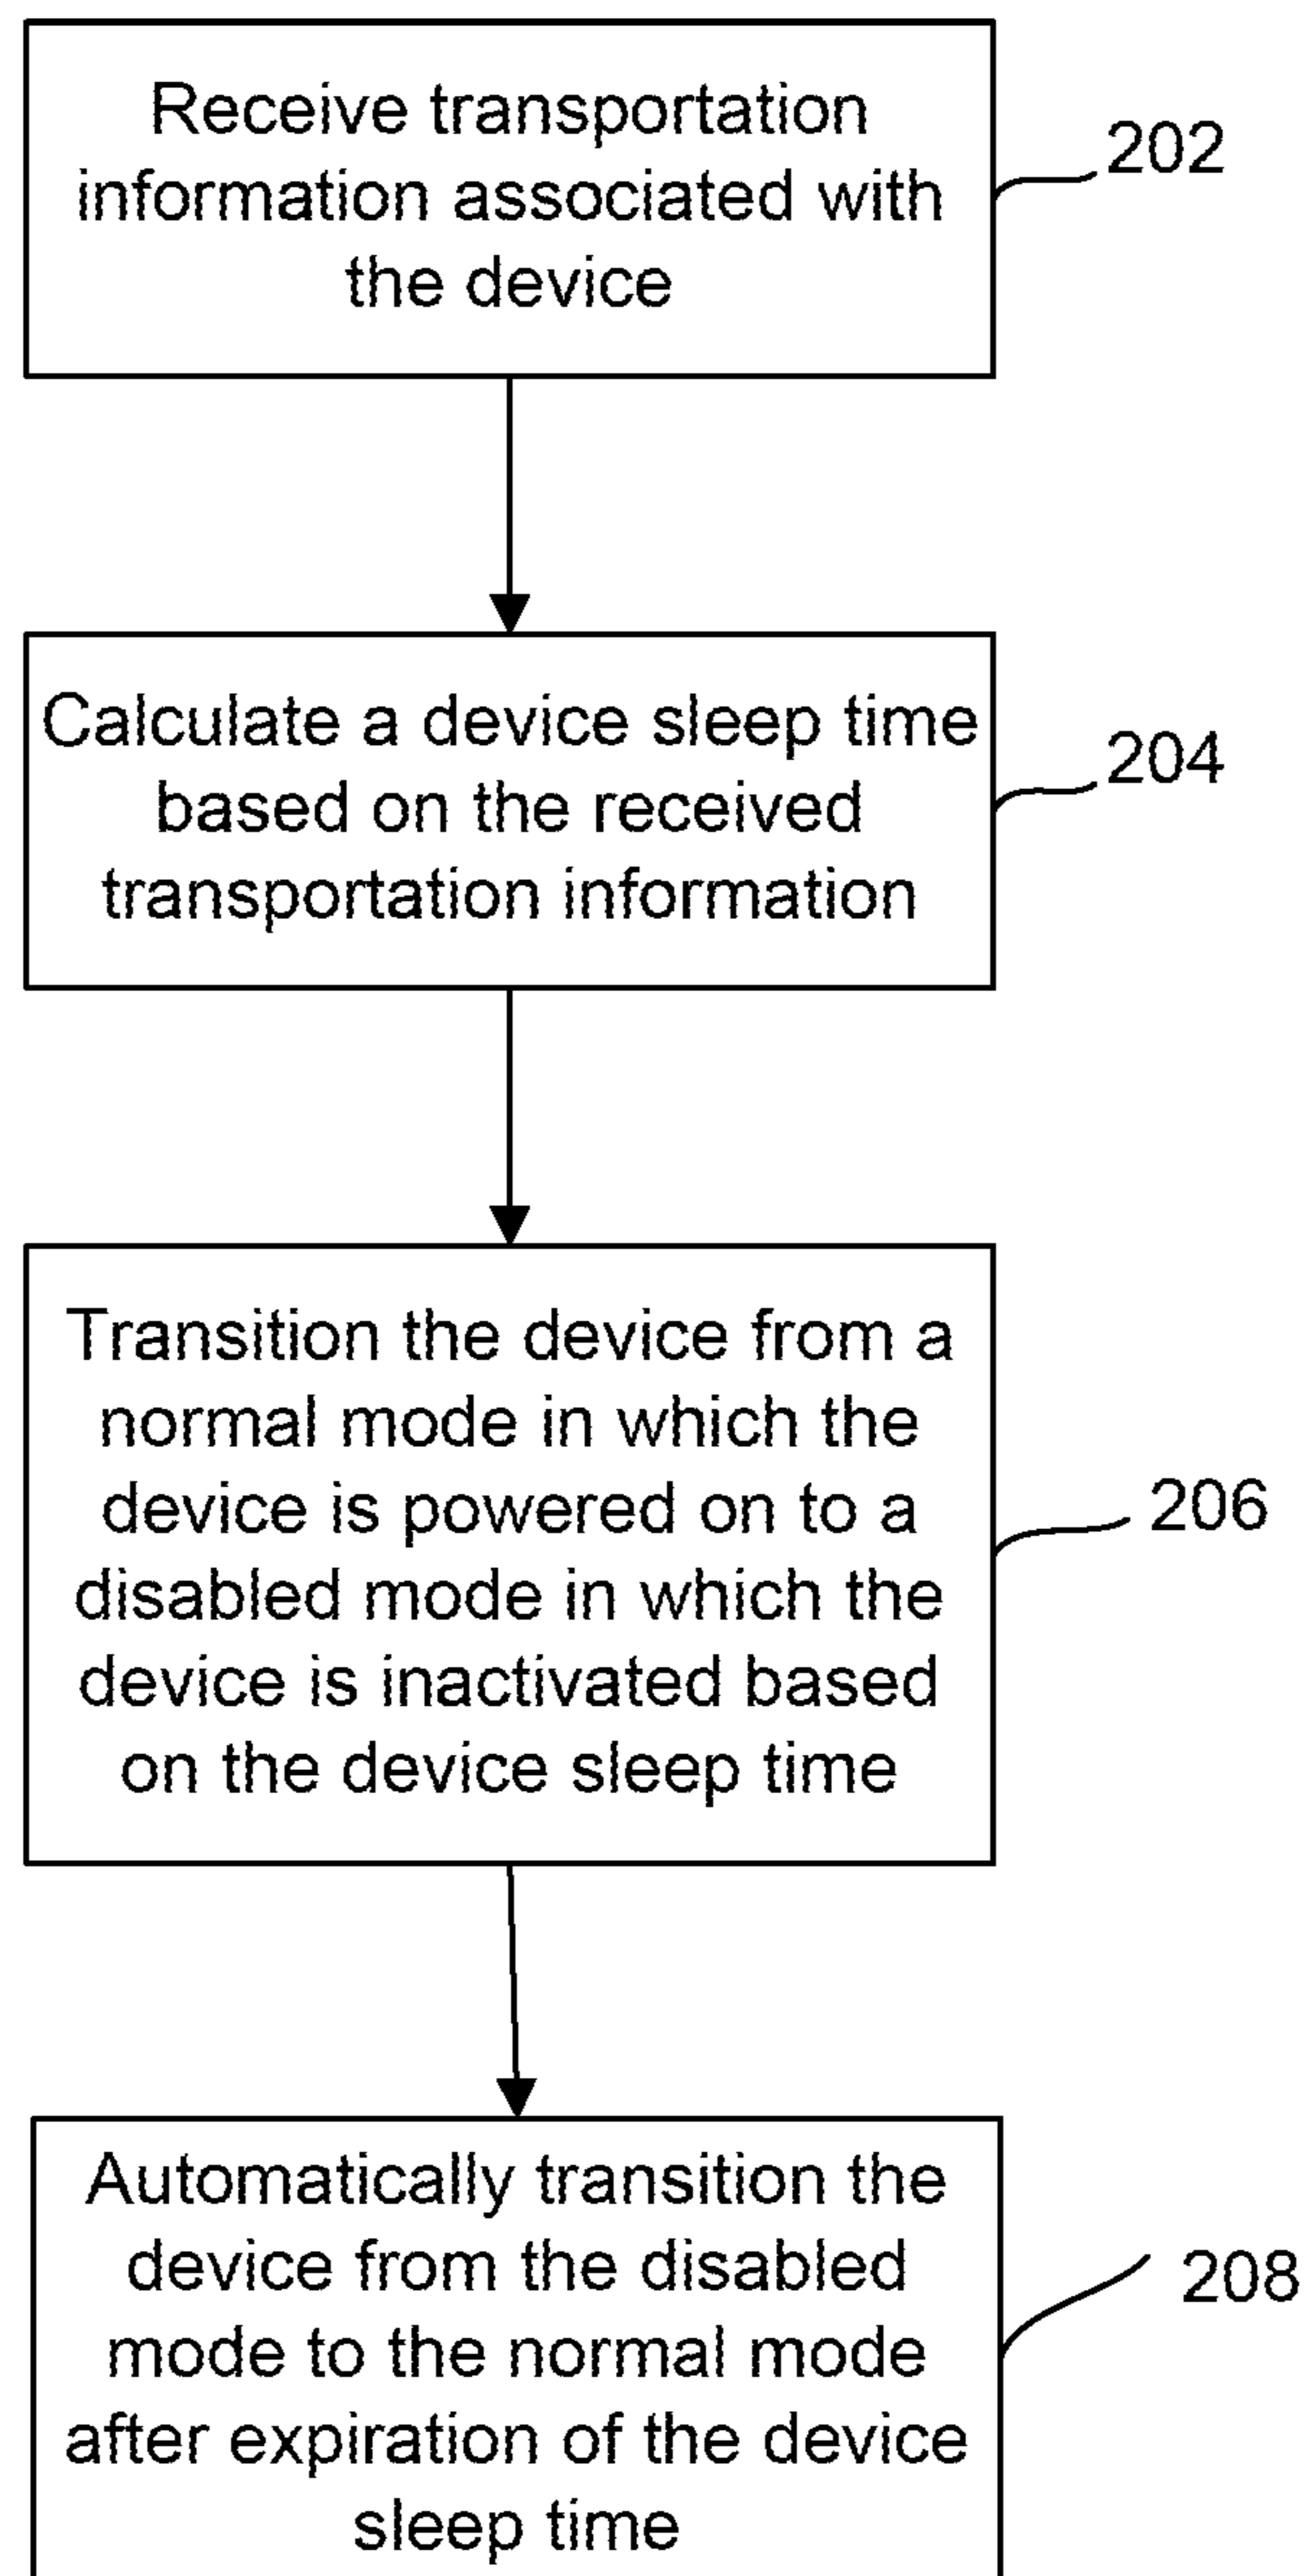 Receive transportation
information associated with
the device
202
Calculate a device sleep time
based on the received
transportation information
204
Transition the device from a
normal mode in which the
device is powered on to a
disabled mode in which the
device is inactivated based
on the device sleep time
206
Automatically transition the
device from the disabled
mode to the normal mode
after expiration of the device
sleep time
208